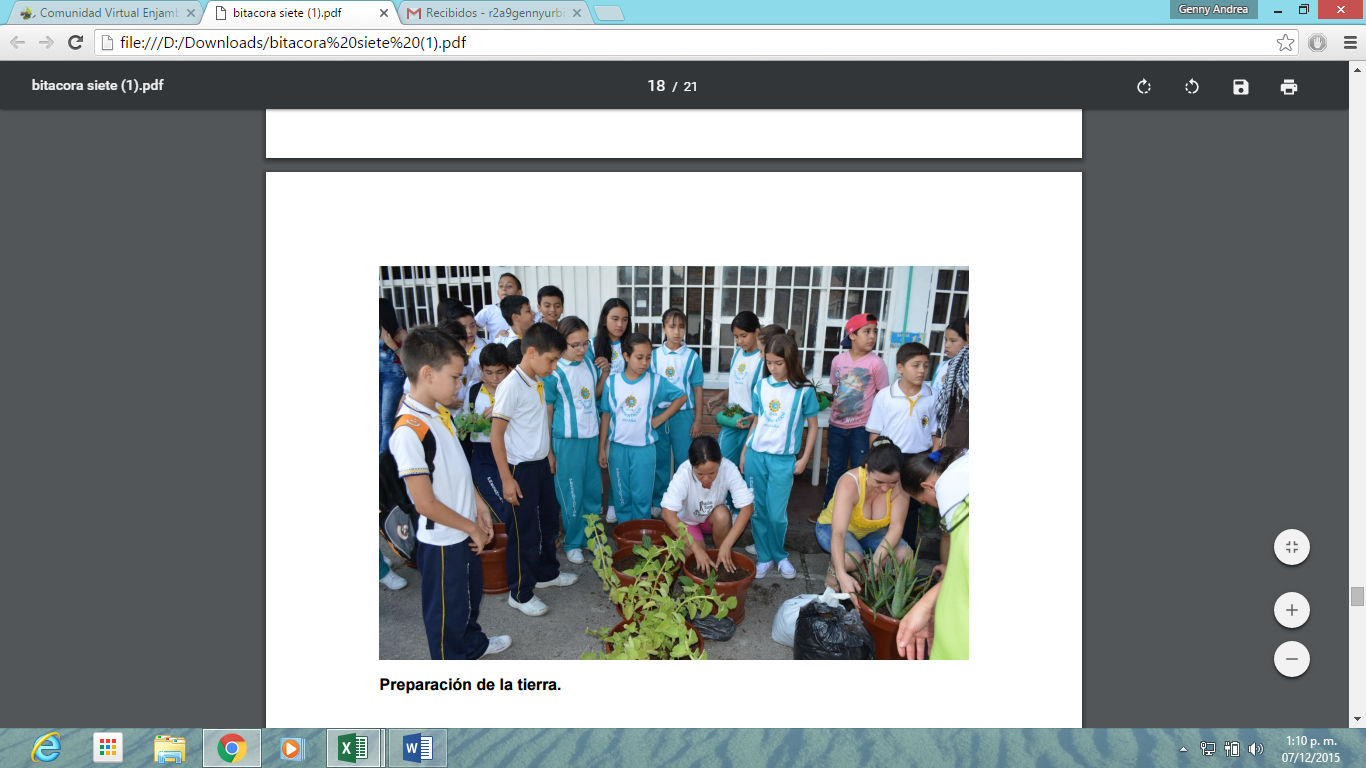 Comunidad Virtual Enjamb
bitacora siete (1).pdf
Recibidos - r2a9gennyurbi
Genny Andrea
file:///D:/Downloads/bitacora%20siete%20(1).pdf
bitacora siete (1).pdf
18 / 21
Preparación de la tierra.
1:10 p. m.
07/12/2015